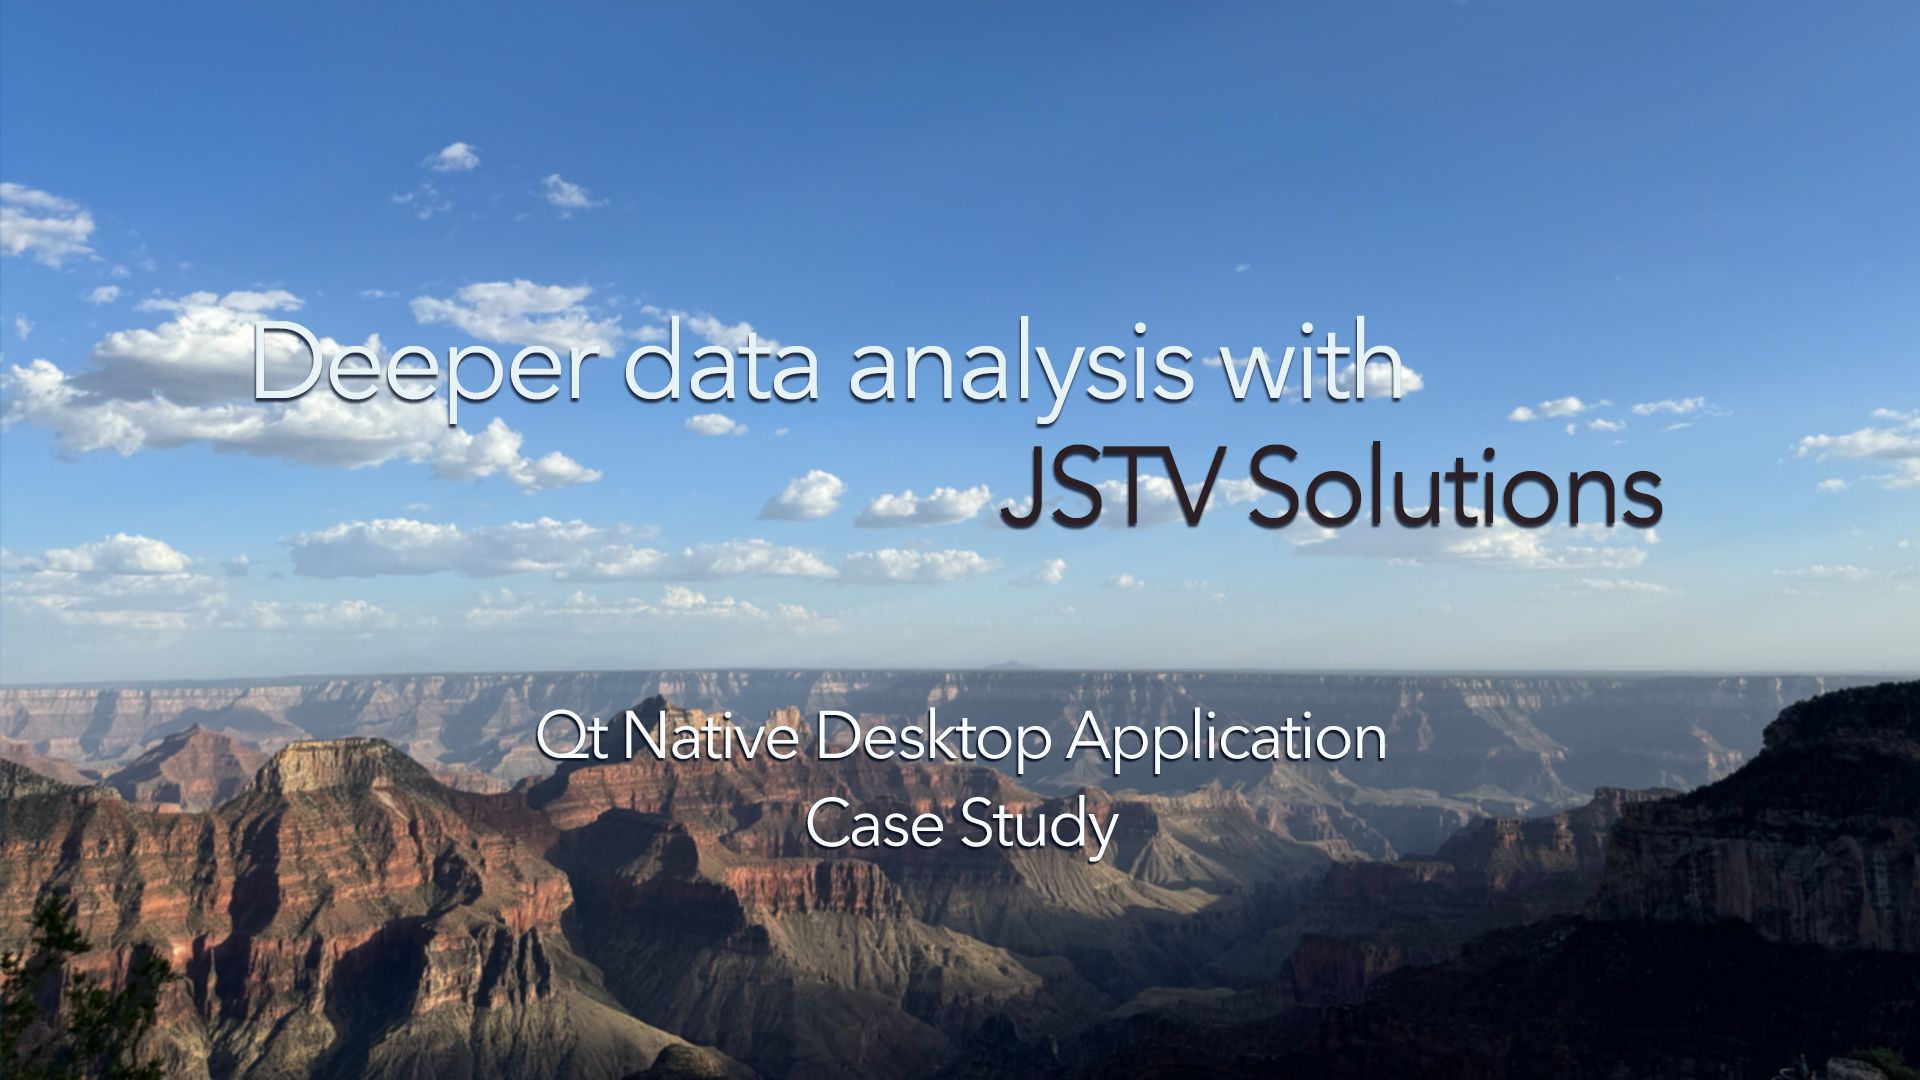 Deeper data analysis with
JSTV Solutions
Qt Native Desktop Application
Case Study